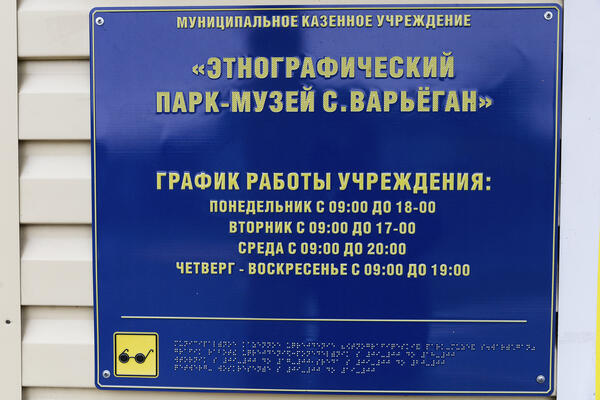 МУНИЦИПАЛЬНОЕ КАЗЕННОЕ УЧРЕЖДЕНИЕ
«ЭТНОГРАФИЧЕСКИЙ
ПАРК-МУЗЕЙ С. ВАРЬЁГАН»
ГРАФИК РАБОТЫ УЧРЕЖДЕНИЯ:
ПОНЕДЕЛЬНИК С 09:00 ДО 18-00
ВТОРНИК С 09:00 ДО 17-00
СРЕДА С 09:00 ДО 20:00
ЧЕТВЕРГ - ВОСКРЕСЕНЬЕ С 09:00 ДО 19:00